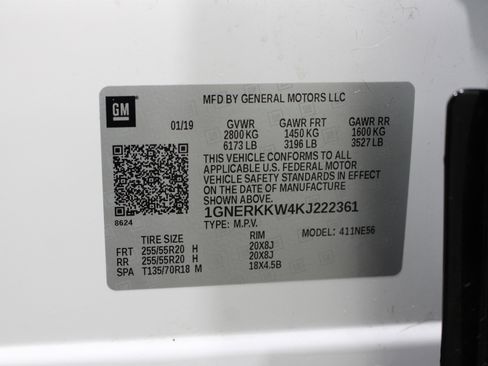 GM
MFD BY GENERAL MOTORS LLC
01/19 GVWR GAWR FRT GAWR RR
2800 KG 1450 KG 1600 KG
6173 LB 3196 LB 3527 LB
THIS VEHICLE CONFORMS TO ALL
APPLICABLE U.S. FEDERAL MOTOR
VEHICLE SAFETY STANDARDS IN EFFECT
ON THE DATE OF MANUFACTURE
SHOWN ABOVE.
1GNERKKW4KJ222361
8624
TYPE: M.P.V.
TIRE SIZE RIM MODEL: 411NE56
FRT 255/55R20 H 20X8J
RR 255/55R20 H 20X8J
SPA T135/70R18 M 18X4.5B